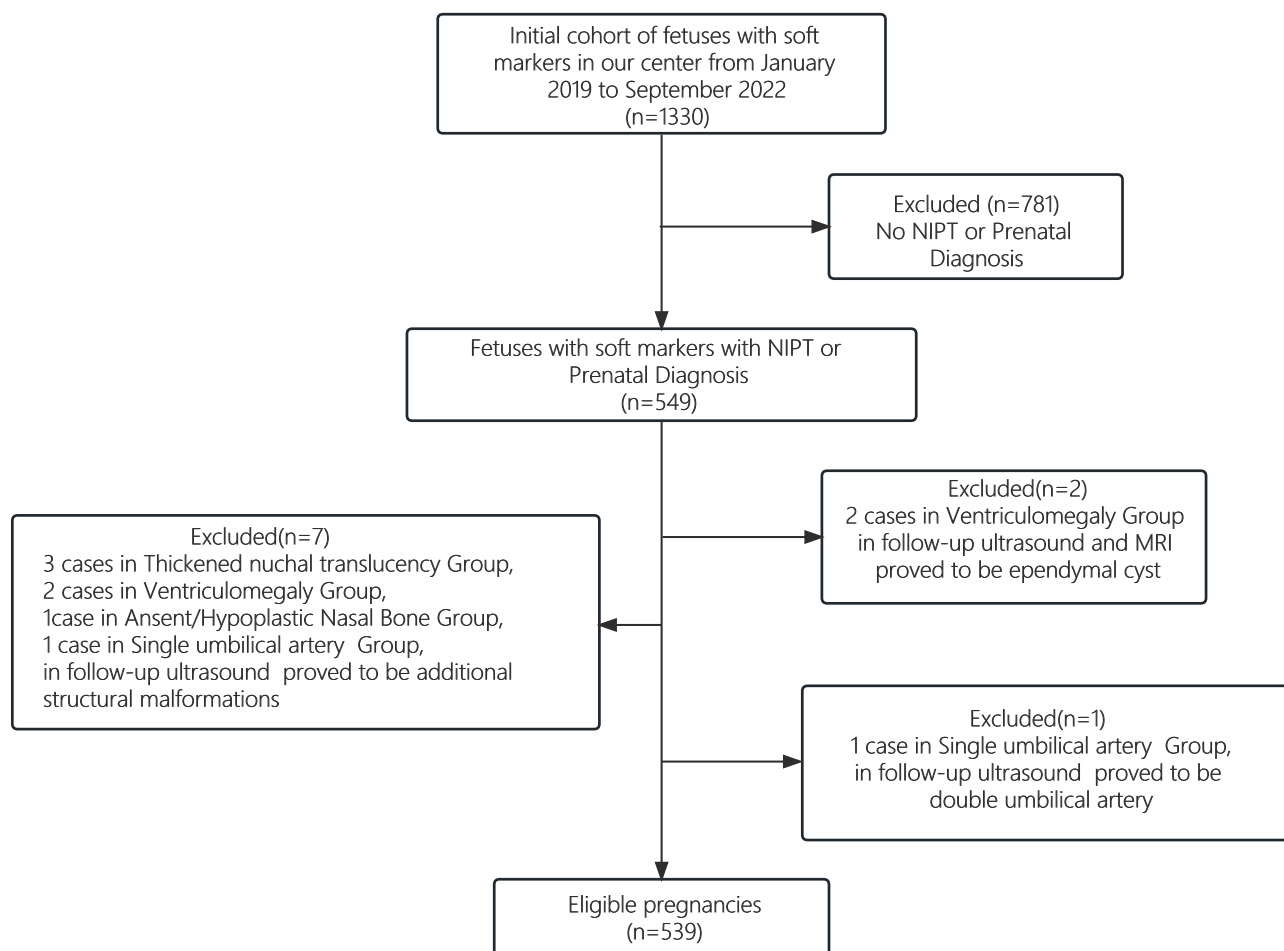 Initial cohort of fetuses with soft
markers in our center from January
2019 to September 2022
(n=1330)
Excluded (n=781)
No NIPT or Prenatal
Diagnosis
Fetuses with soft markers with NIPT or
Prenatal Diagnosis
(n=549)
Excluded(n=2)
2 cases in Ventriculomegaly Group
in follow-up ultrasound and MRI
proved to be ependymal cyst
Excluded(n=7)
3 cases in Thickened nuchal translucency Group,
2 cases in Ventriculomegaly Group,
1case in Ansent/Hypoplastic Nasal Bone Group,
1 case in Single umbilical artery  Group,
in follow-up ultrasound  proved to be additional
structural malformations
Excluded(n=1)
1 case in Single umbilical artery  Group,
in follow-up ultrasound  proved to be
double umbilical artery
Eligible pregnancies
(n=539)